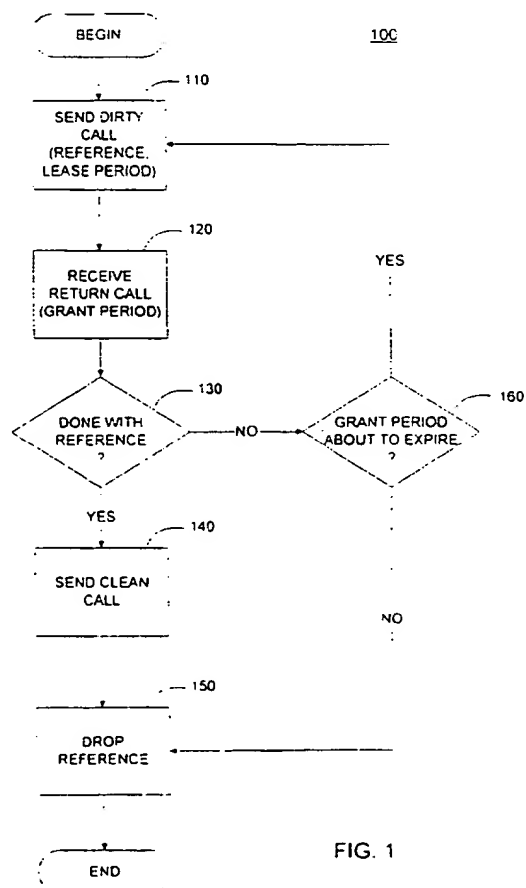 BEGIN
100
110
SEND DIRTY
CALL
(REFERENCE,
LEASE PERIOD)
120
RECEIVE
RETURN CALL
(GRANT PERIOD)
YES
130
DONE WITH
REFERENCE
?
NO
160
GRANT PERIOD
ABOUT TO EXPIRE
?
YES
140
SEND CLEAN
CALL
NO
150
DROP
REFERENCE
END
FIG. 1